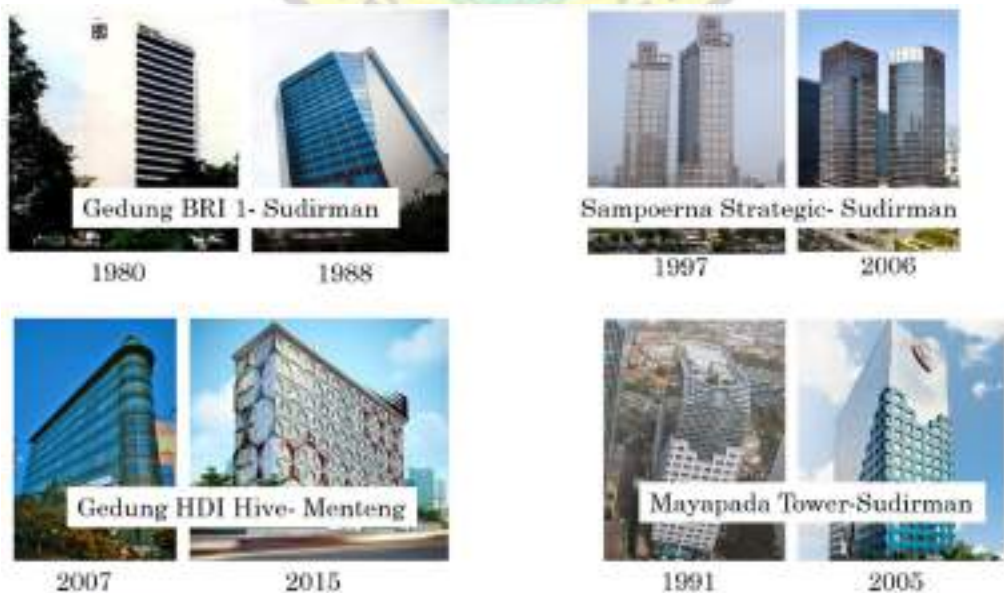 Gedung BRI 1- Sudirman
1980
1988
Sampoerna Strategic- Sudirman
1997
2006
Gedung HDI Hive- Menteng
2007
2015
Mayapada Tower-Sudirman
1991
2005